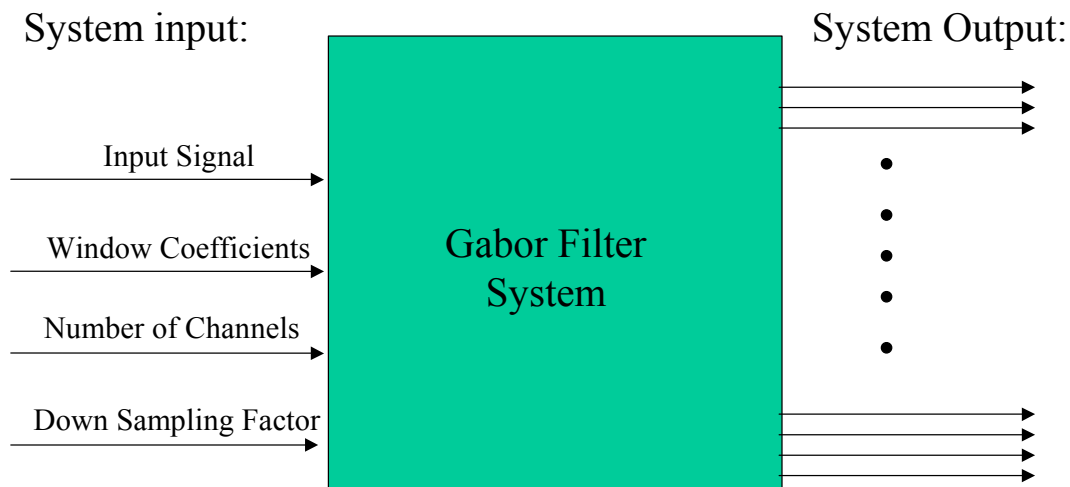 System input:
System Output:
Input Signal
Window Coefficients
Gabor Filter
System
Number of Channels
Down Sampling Factor